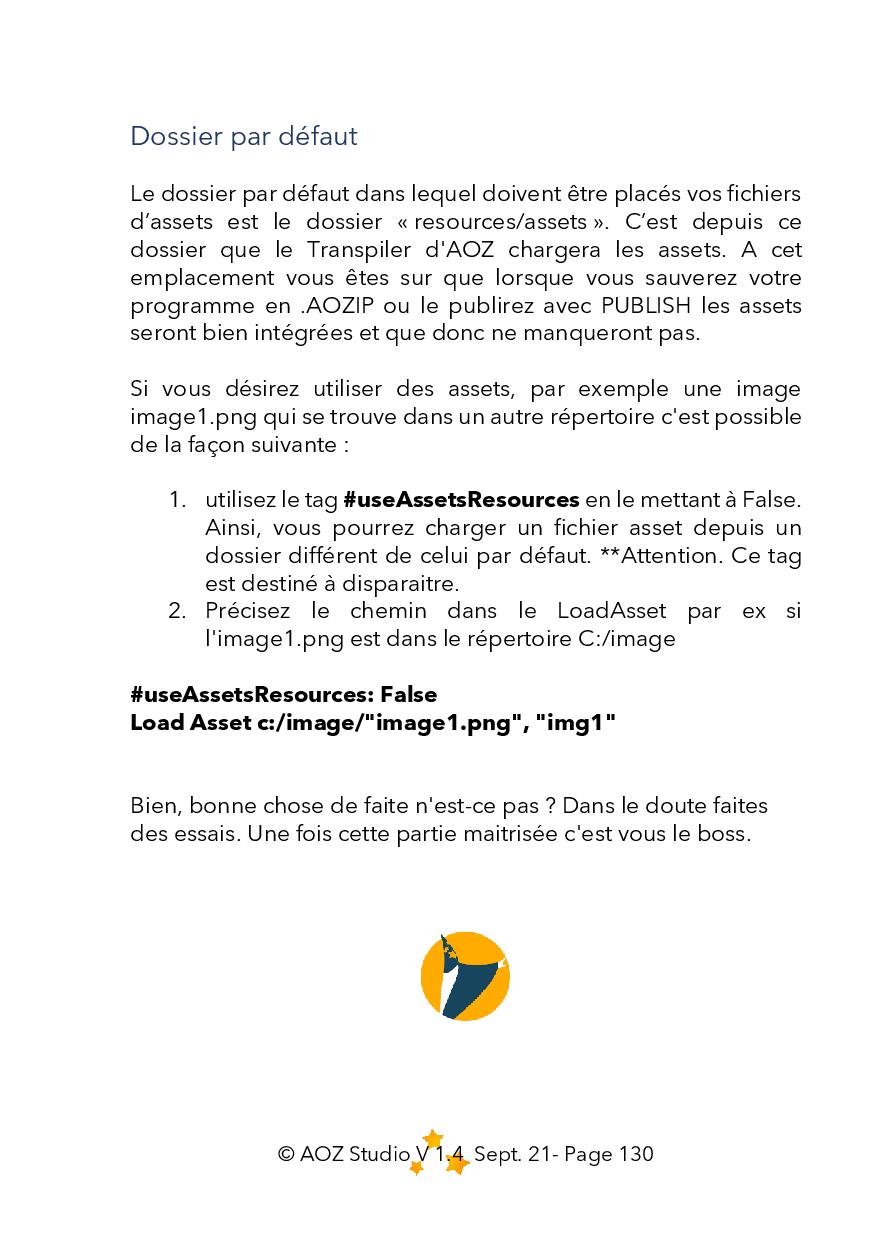 Dossier par défaut
Le dossier par défaut dans lequel doivent être placés vos fichiers
d’assets est le dossier « resources/assets ». C’est depuis ce
dossier que le Transpiler d'AOZ chargera les assets. A cet
emplacement vous êtes sur que lorsque vous sauverez votre
programme en .AOZIP ou le publirez avec PUBLISH les assets
seront bien intégrées et que donc ne manqueront pas.
Si vous désirez utiliser des assets, par exemple une image
image1.png qui se trouve dans un autre répertoire c'est possible
de la façon suivante :
1. utilisez le tag #useAssetsResources en le mettant à False.
Ainsi, vous pourrez charger un fichier asset depuis un
dossier différent de celui par défaut. **Attention. Ce tag
est destiné à disparaitre.
2. Précisez le chemin dans le LoadAsset par ex si
l'image1.png est dans le répertoire C:/image
#useAssetsResources: False
Load Asset c:/image/"image1.png", "img1"
Bien, bonne chose de faite n'est-ce pas ? Dans le doute faites
des essais. Une fois cette partie maitrisée c'est vous le boss.
© AOZ Studio V 1.4 Sept. 21- Page 130